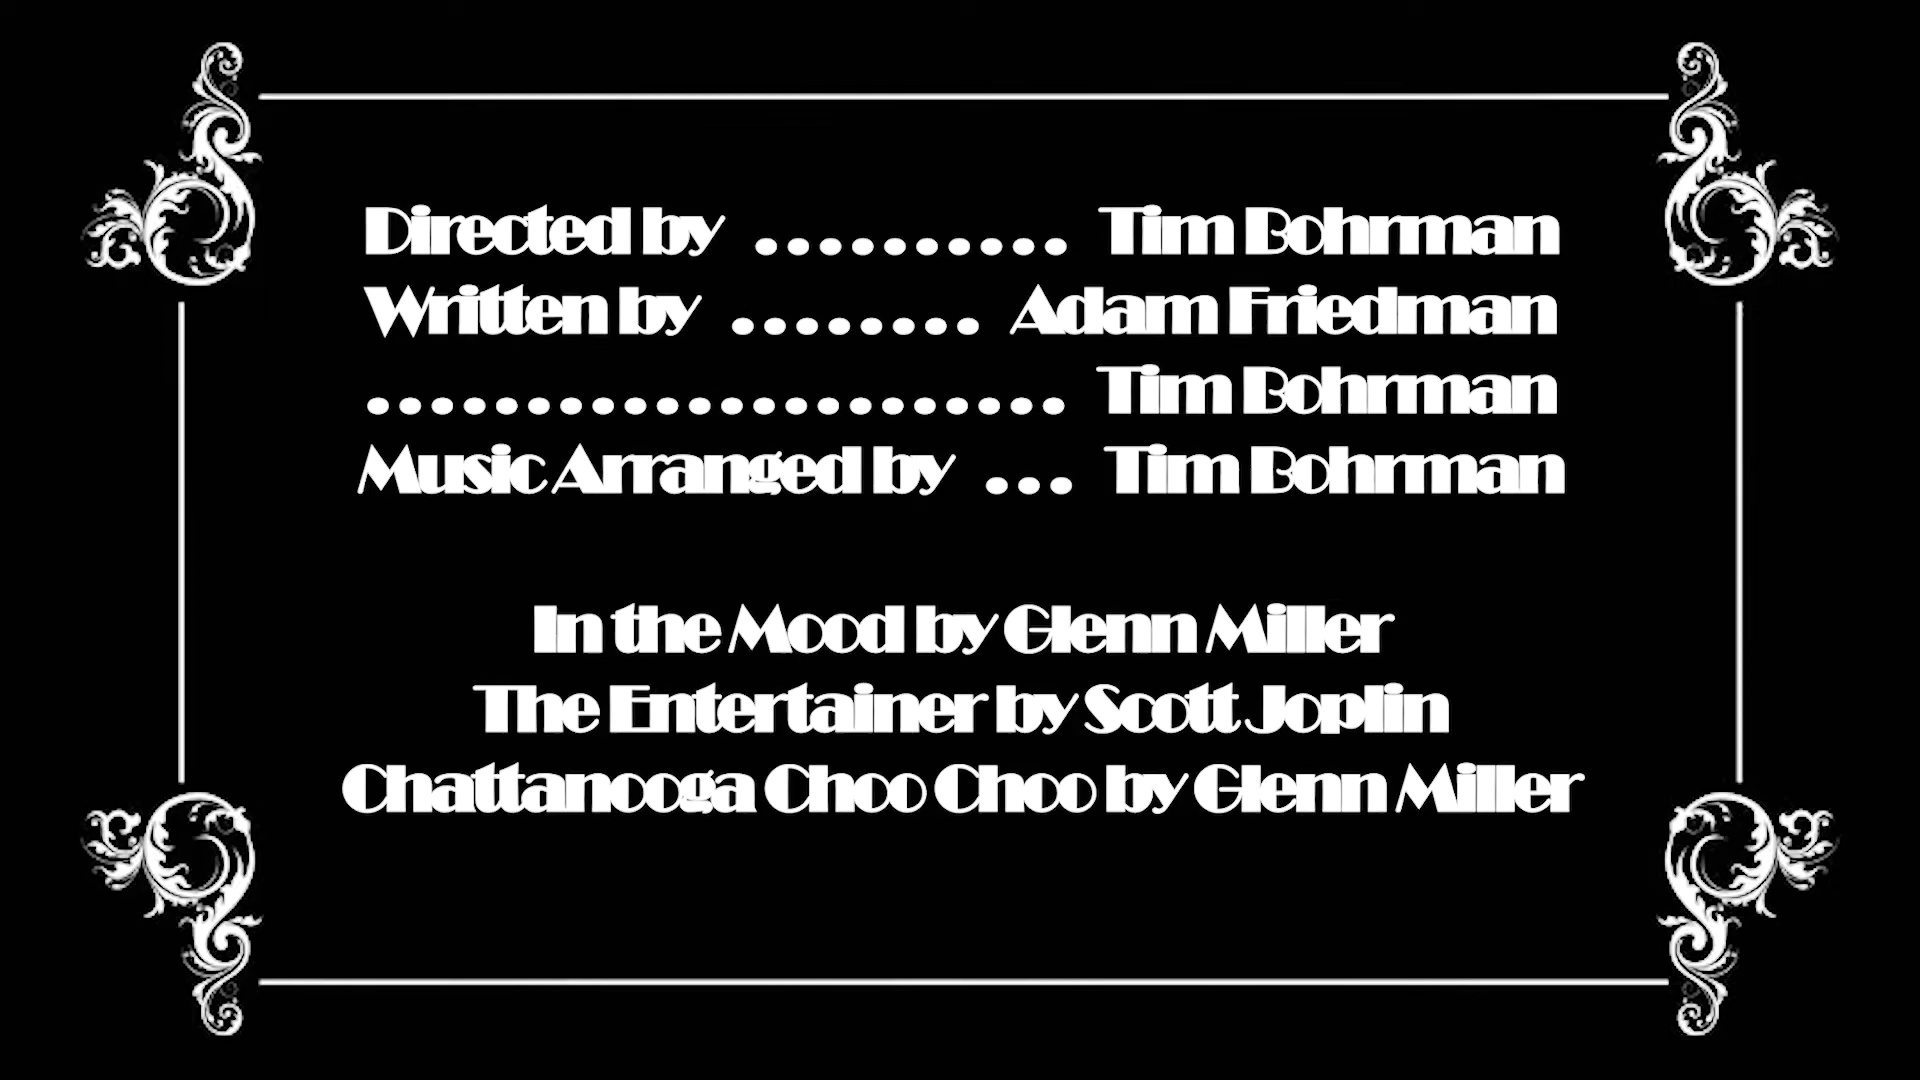 Directed by .......... Tim Bohrman
Written by ........ Adam Friedman
...................... Tim Bohrman
Music Arranged by ... Tim Bohrman
In the Mood by Glenn Miller
The Entertainer by Scott Joplin
Chattanooga Choo Choo by Glenn Miller